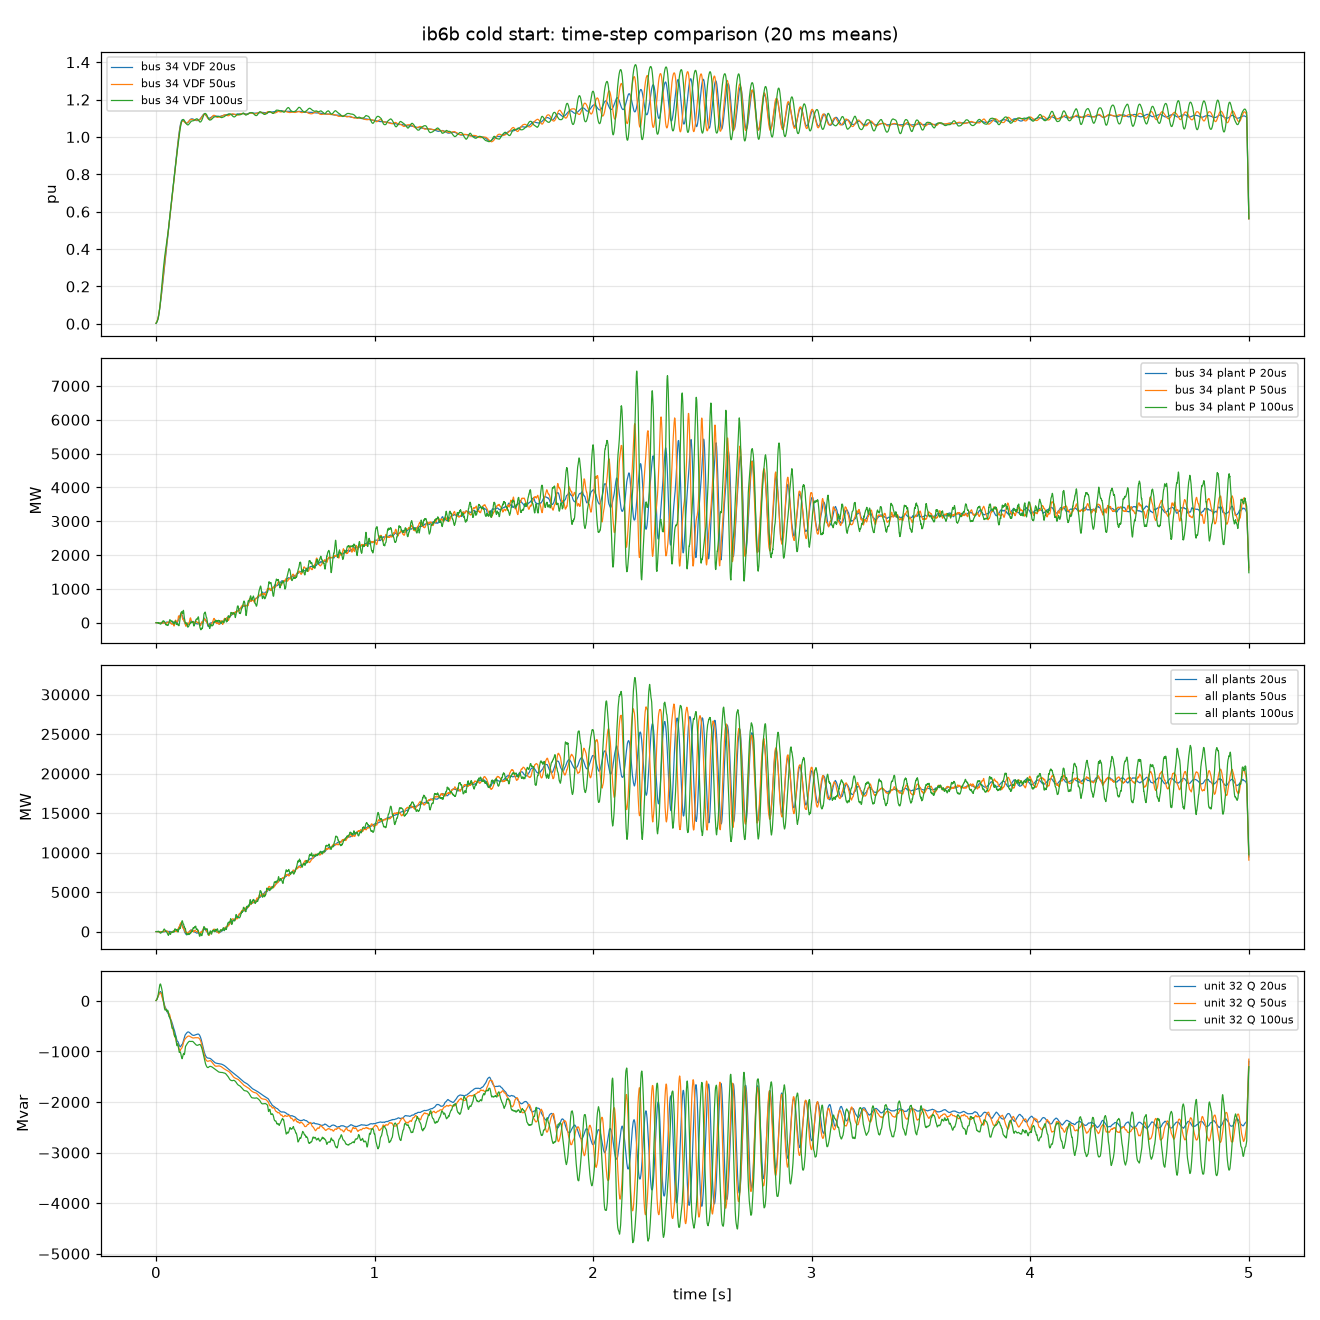 ib6b cold start: time-step comparison (20 ms means)
bus 34 VDF 20us
bus 34 VDF 50us
bus 34 VDF 100us
1.4
1.2
1.0
0.8
0.6
0.4
0.2
0.0
pu
bus 34 plant P 20us
bus 34 plant P 50us
bus 34 plant P 100us
7000
6000
5000
4000
3000
2000
1000
0
MW
all plants 20us
all plants 50us
all plants 100us
30000
25000
20000
15000
10000
5000
0
MW
unit 32 Q 20us
unit 32 Q 50us
unit 32 Q 100us
0
−1000
−2000
−3000
−4000
−5000
Mvar
0 1 2 3 4 5
time [s]